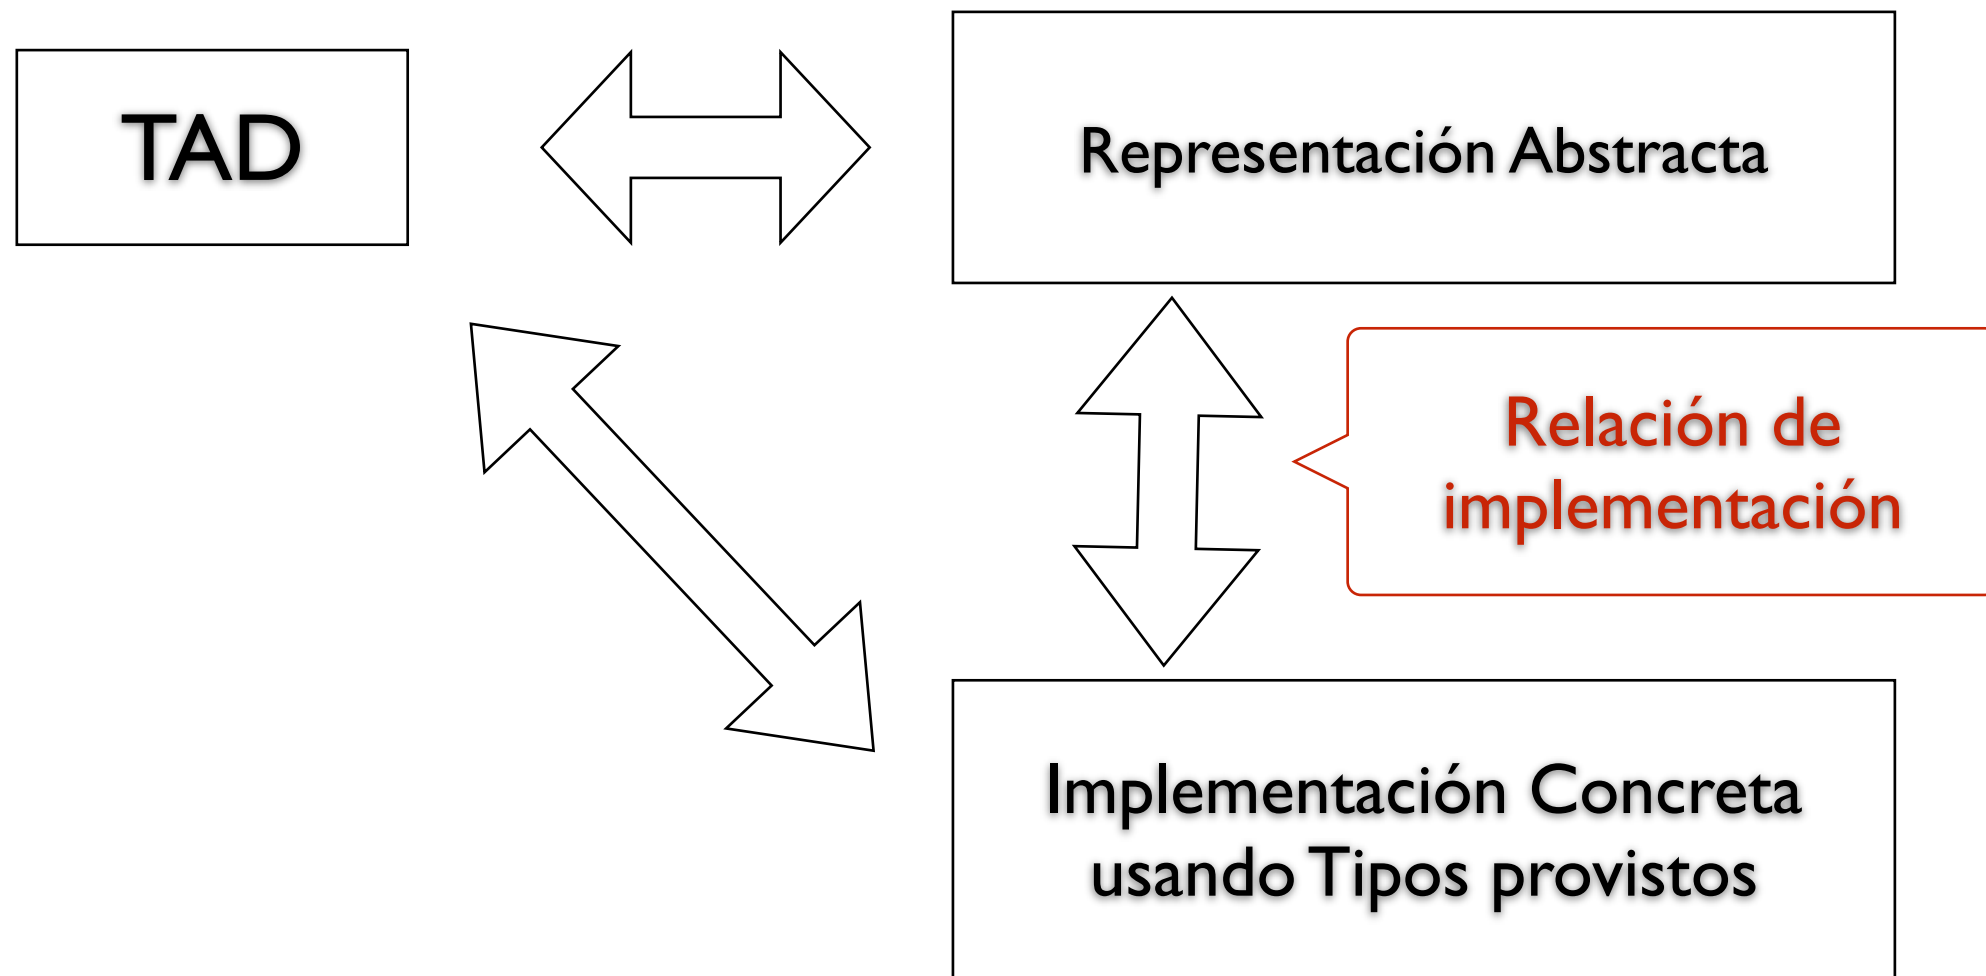 TAD
Representación Abstracta
Relación de
implementación
Implementación Concreta
usando Tipos provistos